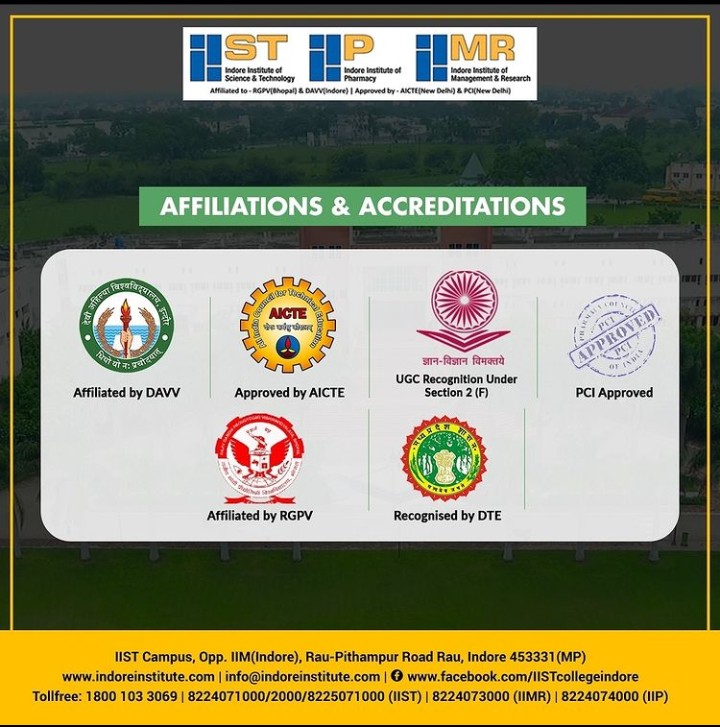 IIST
Indore Institute of
Science & Technology
IIP
Indore Institute of
Pharmacy
IIMR
Indore Institute of
Management & Research
Affiliated to - RGPV(Bhopal) & DAVV(Indore) | Approved by - AICTE(New Delhi) & PCI(New Delhi)
AFFILIATIONS & ACCREDITATIONS
देवी अहिल्या विश्वविद्यालय, इन्दौर
धियो यो न: प्रचोदयात्
Affiliated by DAVV
All India Council for Technical Education
AICTE
Approved by AICTE
ज्ञान-विज्ञान विमक्तये
UGC Recognition Under
Section 2 (F)
PHARMACY COUNCIL
PCI
APPROVED
PCI
OF INDIA
PCI Approved
Affiliated by RGPV
मध्यप्रदेश शासन
Recognised by DTE
IIST Campus, Opp. IIM(Indore), Rau-Pithampur Road Rau, Indore 453331(MP)
www.indoreinstitute.com | info@indoreinstitute.com | www.facebook.com/IISTcollegeindore
Tollfree: 1800 103 3069 | 8224071000/2000/8225071000 (IIST) | 8224073000 (IIMR) | 8224074000 (IIP)